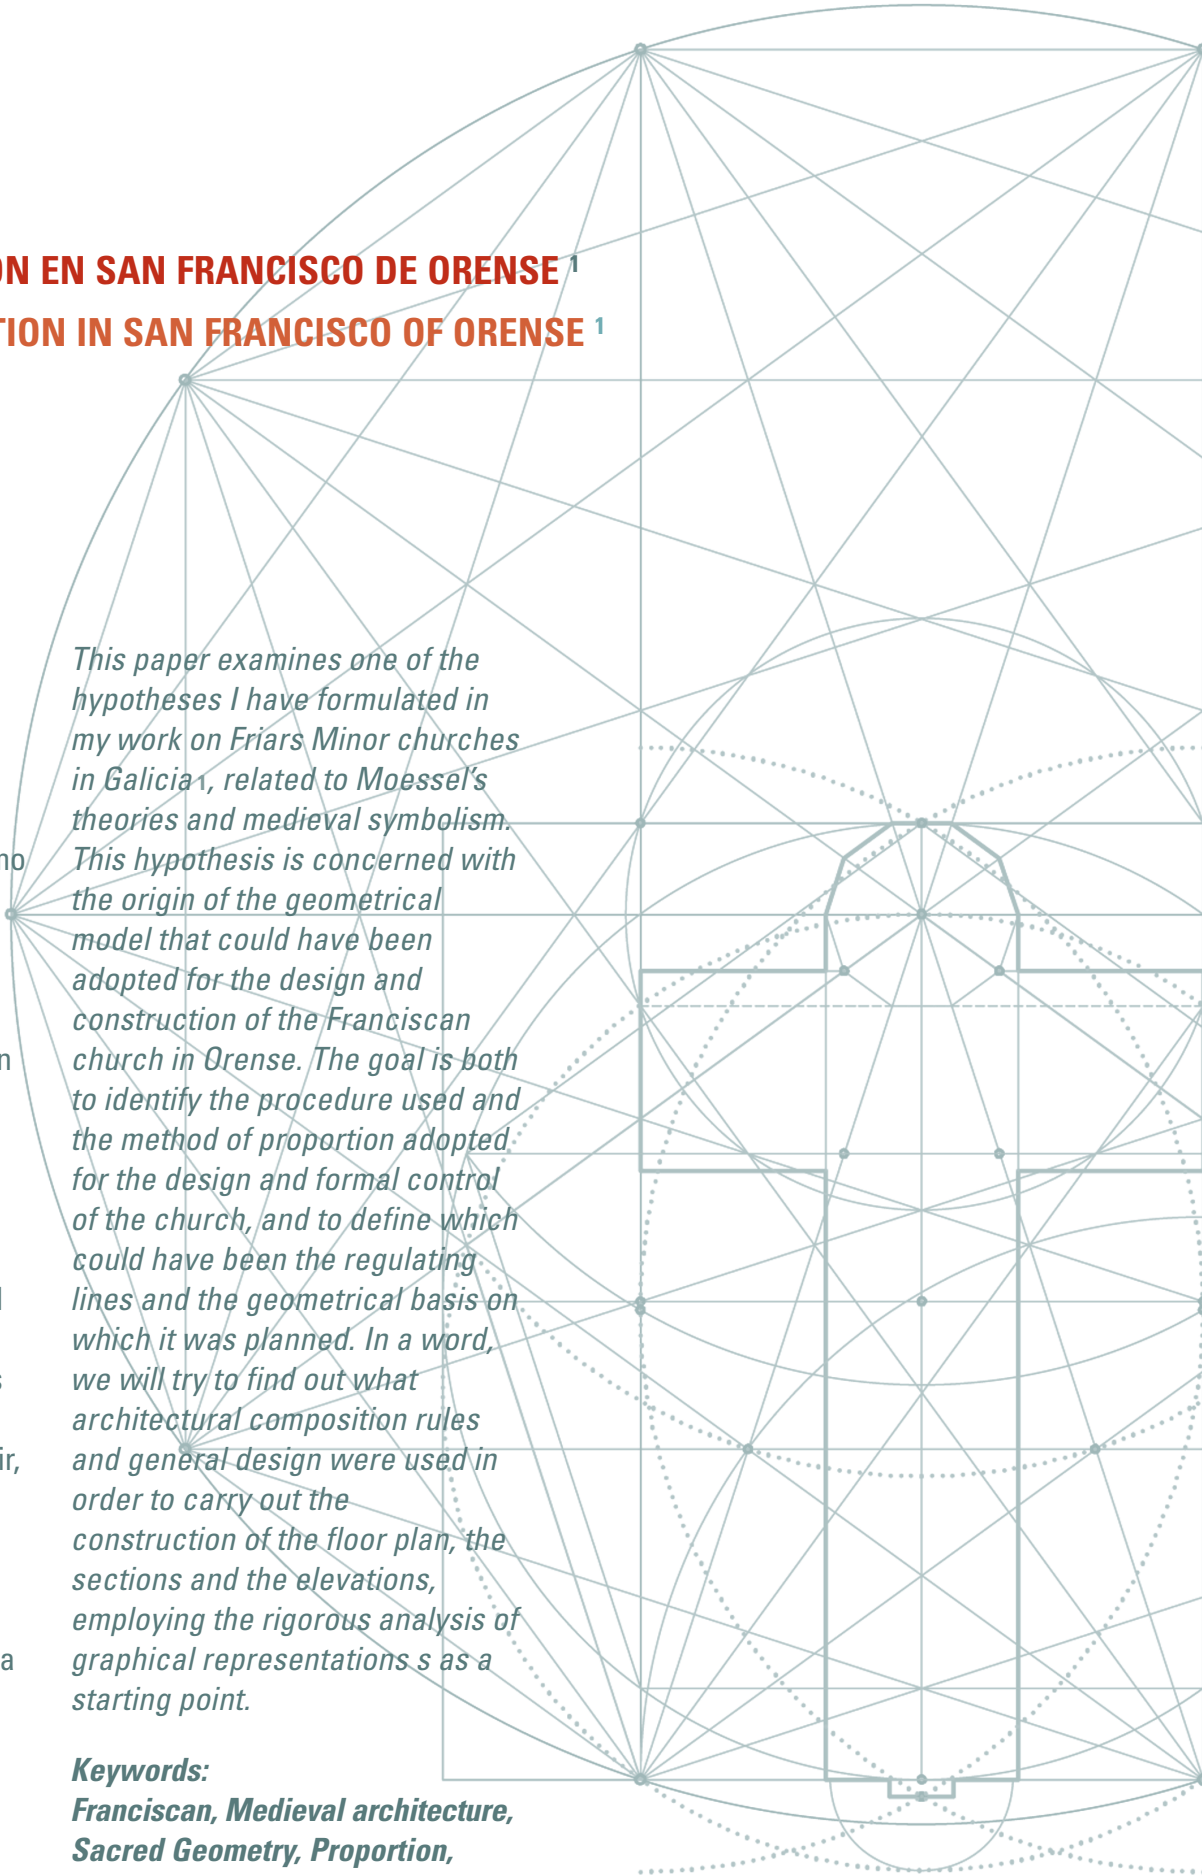 ON EN SAN FRANCISCO DE ORENSE 1
TION IN SAN FRANCISCO OF ORENSE 1
no
n
l
s
ir,
a
This paper examines one of the
hypotheses I have formulated in
my work on Friars Minor churches
in Galicia1, related to Moessel's
theories and medieval symbolism.
This hypothesis is concerned with
the origin of the geometrical
model that could have been
adopted for the design and
construction of the Franciscan
church in Orense. The goal is both
to identify the procedure used and
the method of proportion adopted
for the design and formal control
of the church, and to define which
could have been the regulating
lines and the geometrical basis on
which it was planned. In a word,
we will try to find out what
architectural composition rules
and general design were used in
order to carry out the
construction of the floor plan, the
sections and the elevations,
employing the rigorous analysis of
graphical representations s as a
starting point.
Keywords:
Franciscan, Medieval architecture,
Sacred Geometry, Proportion,